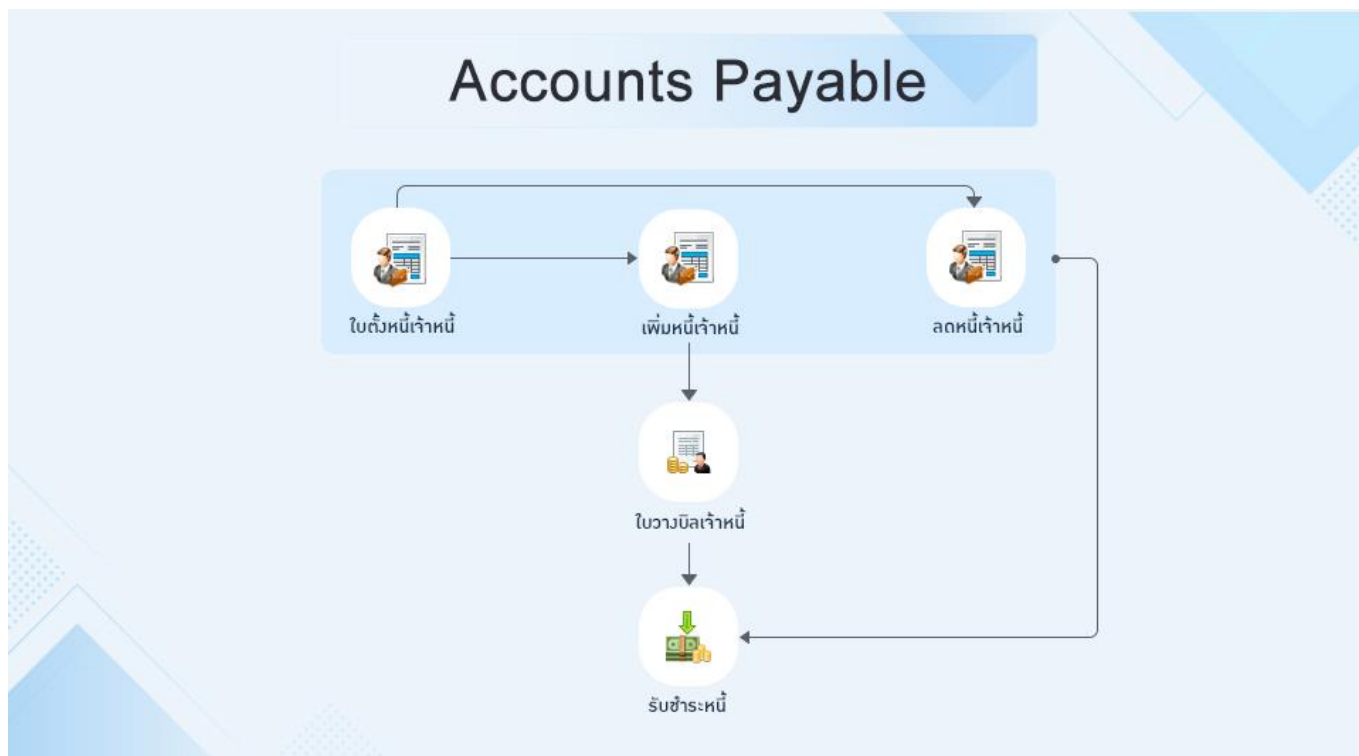 Accounts Payable
ใบตั้งหนี้เจ้าหนี้
เพิ่มหนี้เจ้าหนี้
ลดหนี้เจ้าหนี้
ใบวางบิลเจ้าหนี้
รับชำระหนี้